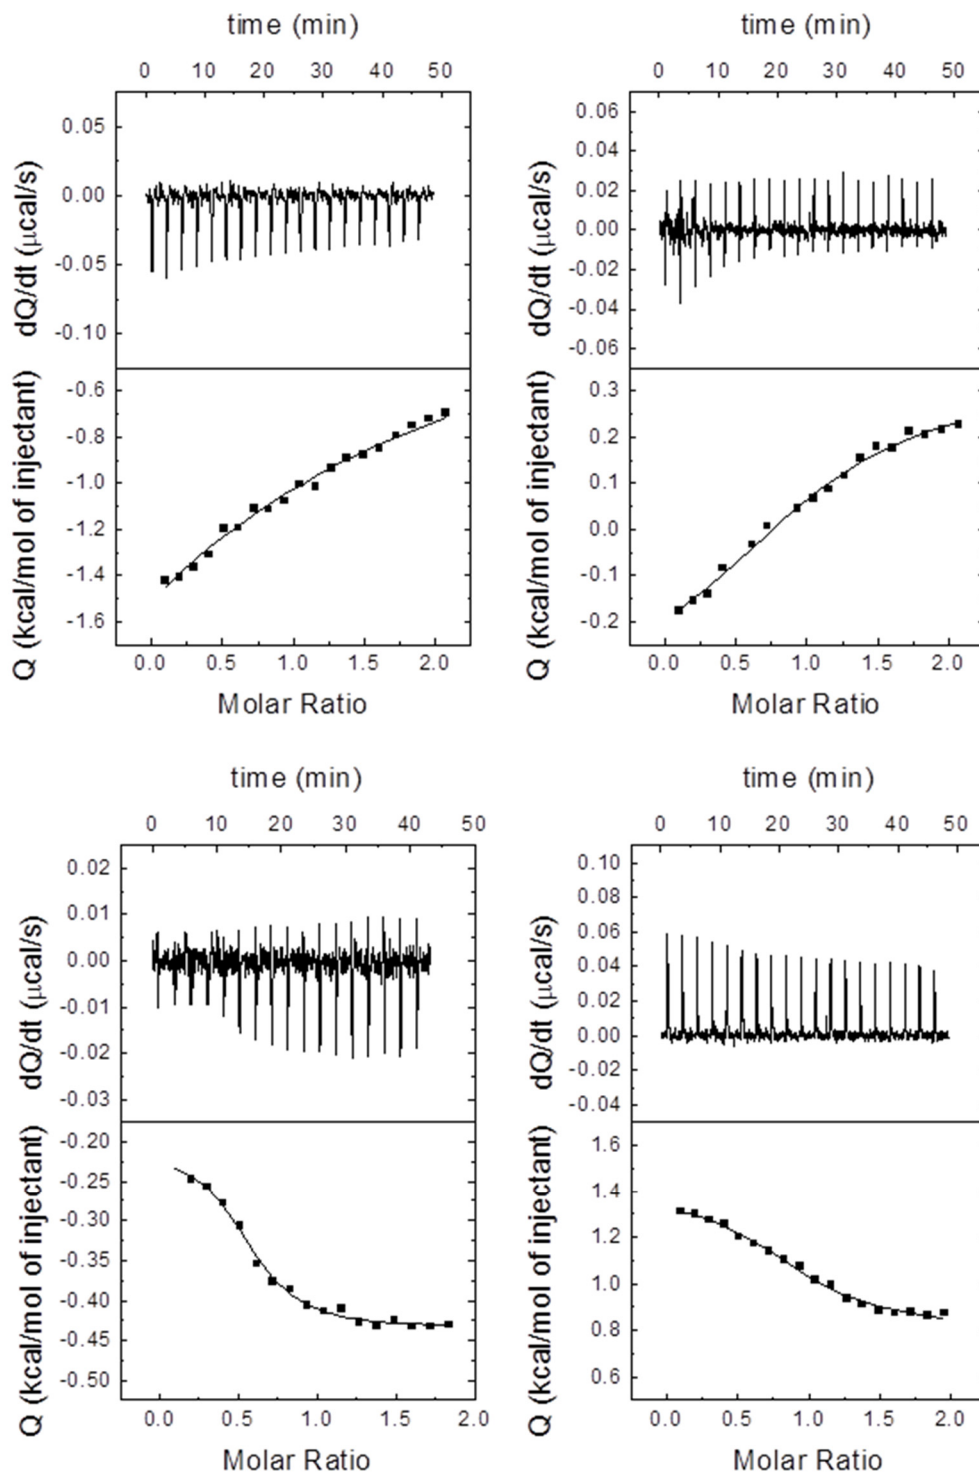 time (min)
0 10 20 30 40 50
0.05
0.00
-0.05
-0.10
dQ/dt (μcal/s)
-0.6
-0.8
-1.0
-1.2
-1.4
-1.6
Q (kcal/mol of injectant)
0.0 0.5 1.0 1.5 2.0
Molar Ratio
time (min)
0 10 20 30 40 50
0.06
0.04
0.02
0.00
-0.02
-0.04
-0.06
dQ/dt (μcal/s)
0.3
0.2
0.1
0.0
-0.1
-0.2
Q (kcal/mol of injectant)
0.0 0.5 1.0 1.5 2.0
Molar Ratio
time (min)
0 10 20 30 40 50
0.02
0.01
0.00
-0.01
-0.02
-0.03
dQ/dt (μcal/s)
-0.20
-0.25
-0.30
-0.35
-0.40
-0.45
-0.50
Q (kcal/mol of injectant)
0.0 0.5 1.0 1.5 2.0
Molar Ratio
time (min)
0 10 20 30 40 50
0.10
0.08
0.06
0.04
0.02
0.00
-0.02
-0.04
dQ/dt (μcal/s)
1.6
1.4
1.2
1.0
0.8
0.6
Q (kcal/mol of injectant)
0.0 0.5 1.0 1.5 2.0
Molar Ratio